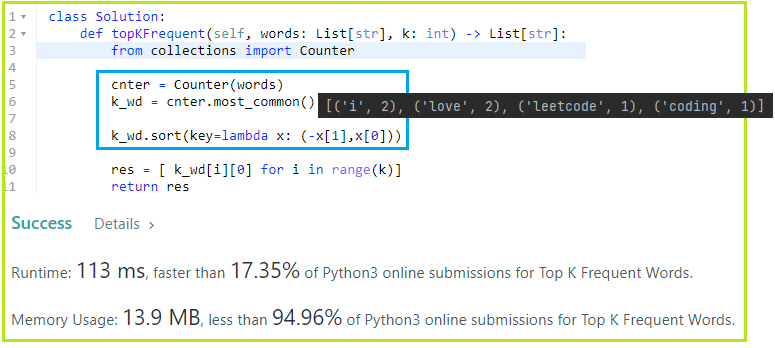 1 class Solution:
2 def topKFrequent(self, words: List[str], k: int) -> List[str]:
3 from collections import Counter
4
5 cnter = Counter(words)
6 k_wd = cnter.most_common() [('i', 2), ('love', 2), ('leetcode', 1), ('coding', 1)]
7
8 k_wd.sort(key=lambda x: (-x[1],x[0]))
9
10 res = [ k_wd[i][0] for i in range(k)]
11 return res
Success Details >
Runtime: 113 ms, faster than 17.35% of Python3 online submissions for Top K Frequent Words.
Memory Usage: 13.9 MB, less than 94.96% of Python3 online submissions for Top K Frequent Words.